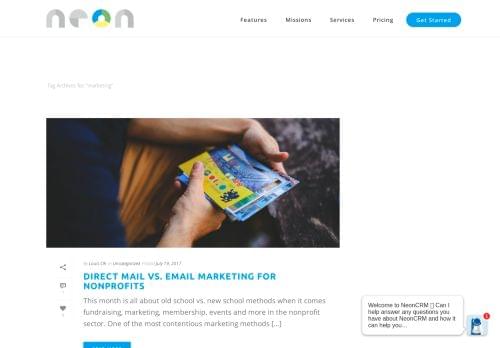 neon
Features Missions Services Pricing Get Started
Tag Archives for: "marketing"
by Louis Ok in Uncategorized Posted July 19, 2017
DIRECT MAIL VS. EMAIL MARKETING FOR
NONPROFITS
This month is all about old school vs. new school methods when it comes
fundraising, marketing, membership, events and more in the nonprofit
sector. One of the most contentious marketing methods [...]
Welcome to NeonCRM 👋 Can I
help answer any questions you
have about NeonCRM and how it
can help you...
1